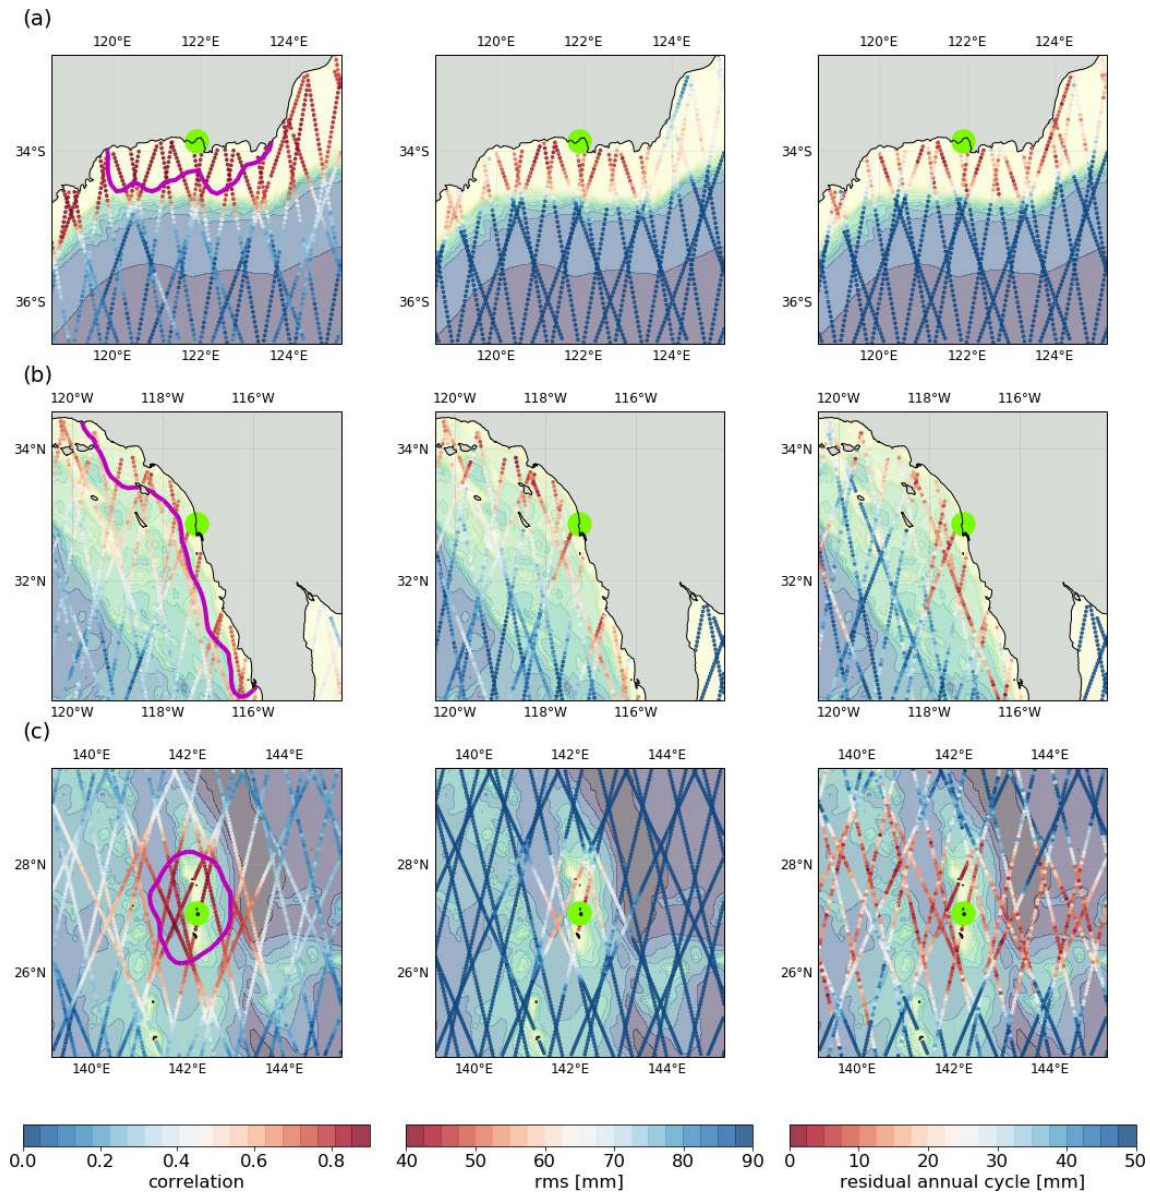 (a)
120°E 122°E 124°E 120°E 122°E 124°E 120°E 122°E 124°E
34°S 34°S 34°S
36°S 36°S 36°S
120°E 122°E 124°E 120°E 122°E 124°E 120°E 122°E 124°E
(b)
120°W 118°W 116°W 120°W 118°W 116°W 120°W 118°W 116°W
34°N 34°N 34°N
32°N 32°N 32°N
120°W 118°W 116°W 120°W 118°W 116°W 120°W 118°W 116°W
(c)
140°E 142°E 144°E 140°E 142°E 144°E 140°E 142°E 144°E
28°N 28°N 28°N
26°N 26°N 26°N
140°E 142°E 144°E 140°E 142°E 144°E 140°E 142°E 144°E
0.0 0.2 0.4 0.6 0.8 40 50 60 70 80 90 0 10 20 30 40 50
correlation rms [mm] residual annual cycle [mm]